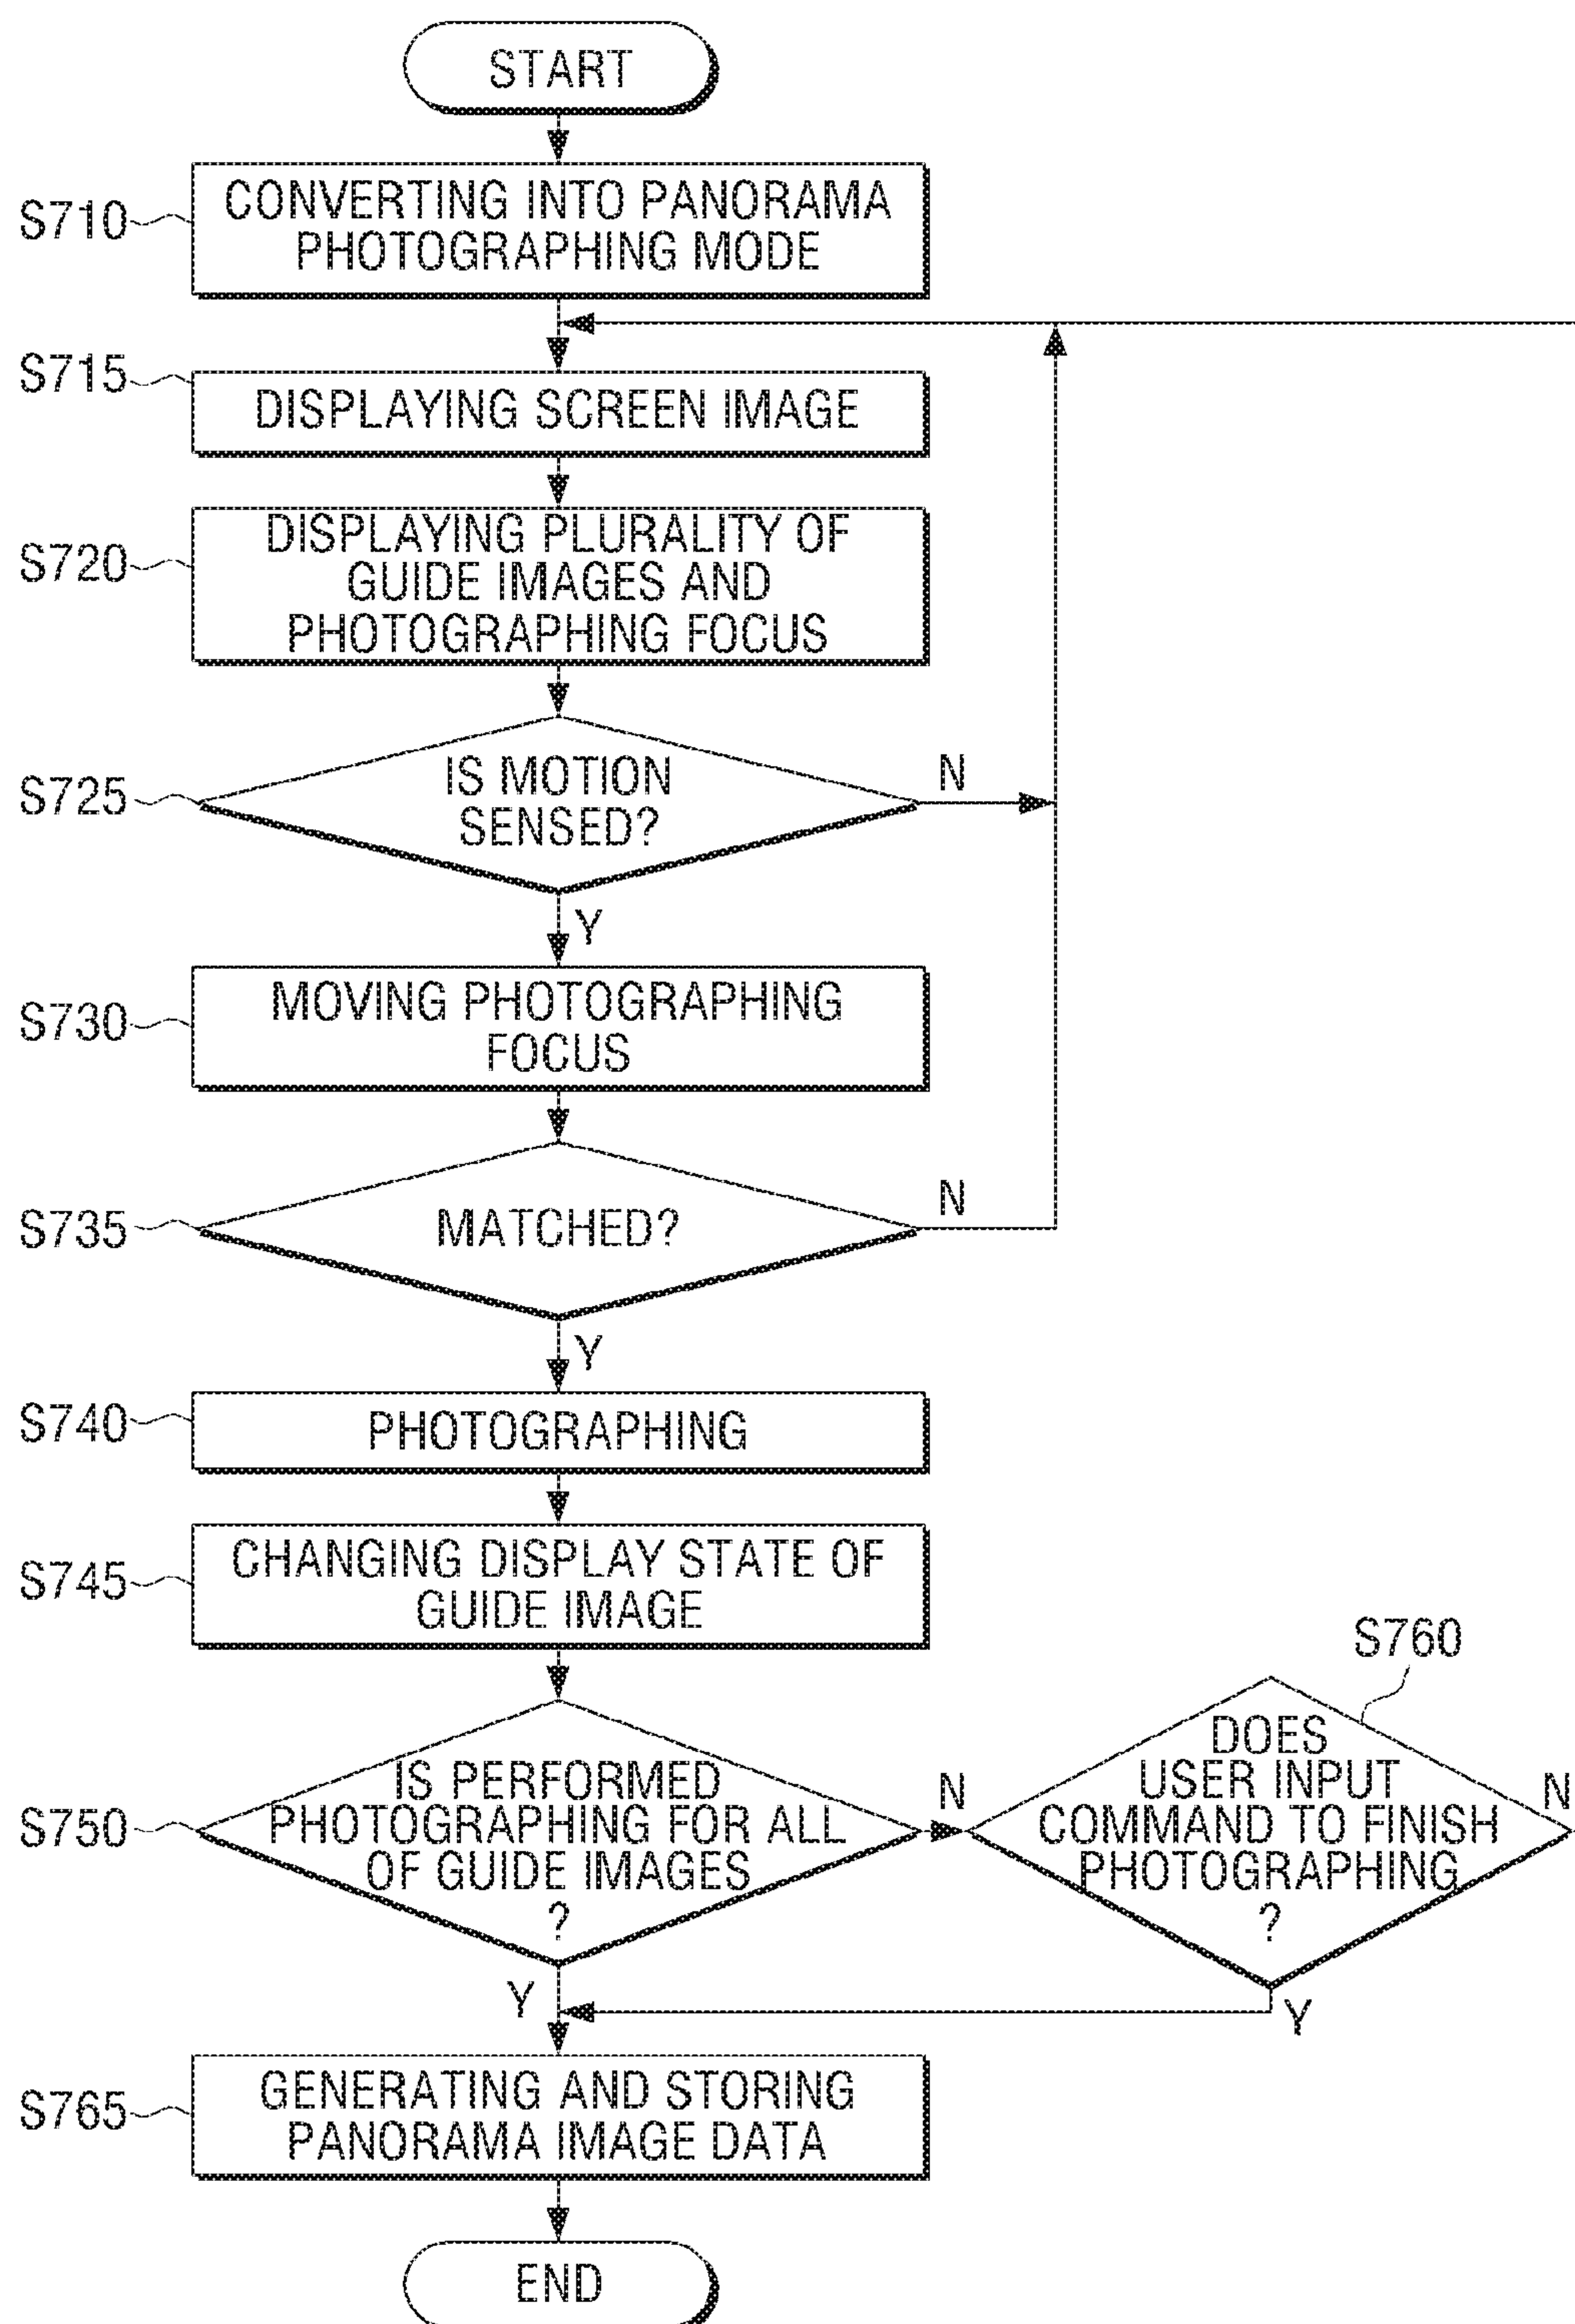 START
S710
CONVERTING INTO PANORAMA
PHOTOGRAPHING MODE
S715
DISPLAYING SCREEN IMAGE
S720
DISPLAYING PLURALITY OF
GUIDE IMAGES AND
PHOTOGRAPHING FOCUS
S725
IS MOTION
SENSED?
N
Y
S730
MOVING PHOTOGRAPHING
FOCUS
S735
MATCHED?
N
Y
S740
PHOTOGRAPHING
S745
CHANGING DISPLAY STATE OF
GUIDE IMAGE
S750
IS PERFORMED
PHOTOGRAPHING FOR ALL
OF GUIDE IMAGES
?
N
Y
S760
DOES
USER INPUT
COMMAND TO FINISH
PHOTOGRAPHING
?
N
Y
S765
GENERATING AND STORING
PANORAMA IMAGE DATA
END